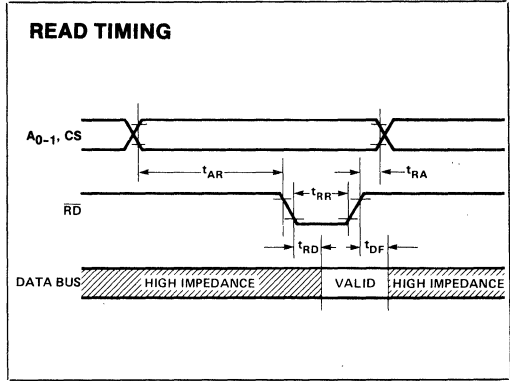 READ TIMING
A0-1, CS
tAR
tRR
tRA
RD
tRD
tDF
DATA BUS HIGH IMPEDANCE VALID HIGH IMPEDANCE